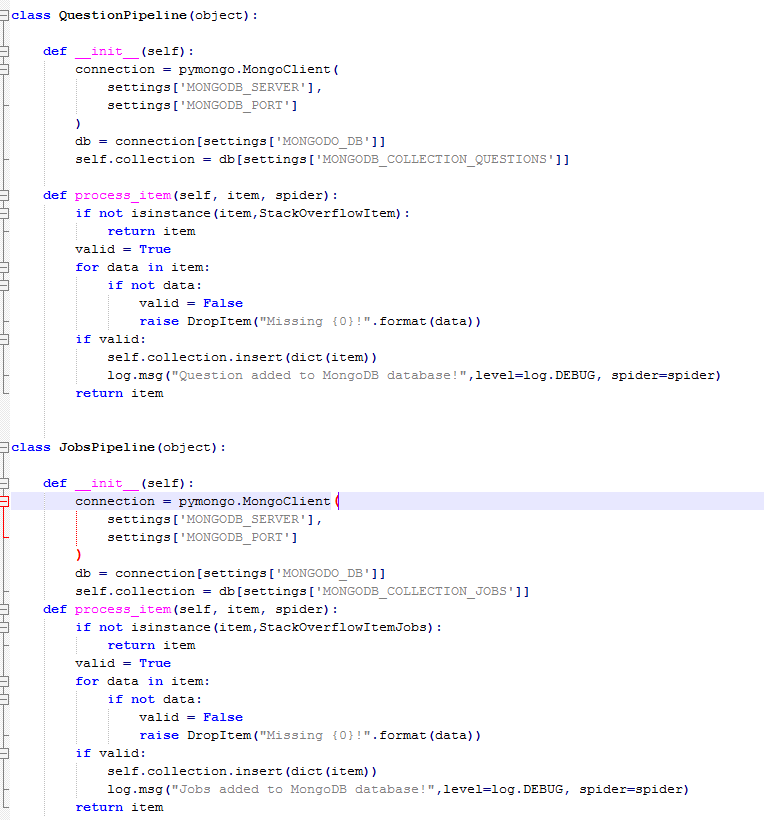 class QuestionPipeline(object):
def __init__(self):
connection = pymongo.MongoClient(
settings['MONGODB_SERVER'],
settings['MONGODB_PORT']
)
db = connection[settings['MONGODO_DB']]
self.collection = db[settings['MONGODB_COLLECTION_QUESTIONS']]
def process_item(self, item, spider):
if not isinstance(item,StackOverflowItem):
return item
valid = True
for data in item:
if not data:
valid = False
raise DropItem("Missing {0}!".format(data))
if valid:
self.collection.insert(dict(item))
log.msg("Question added to MongoDB database!",level=log.DEBUG, spider=spider)
return item
class JobsPipeline(object):
def __init__(self):
connection = pymongo.MongoClient(
settings['MONGODB_SERVER'],
settings['MONGODB_PORT']
)
db = connection[settings['MONGODO_DB']]
self.collection = db[settings['MONGODB_COLLECTION_JOBS']]
def process_item(self, item, spider):
if not isinstance(item,StackOverflowItemJobs):
return item
valid = True
for data in item:
if not data:
valid = False
raise DropItem("Missing {0}!".format(data))
if valid:
self.collection.insert(dict(item))
log.msg("Jobs added to MongoDB database!",level=log.DEBUG, spider=spider)
return item